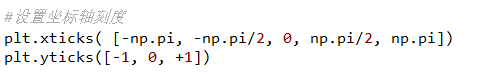 #设置坐标轴刻度
plt.xticks( [-np.pi, -np.pi/2, 0, np.pi/2, np.pi])
plt.yticks([-1, 0, +1])